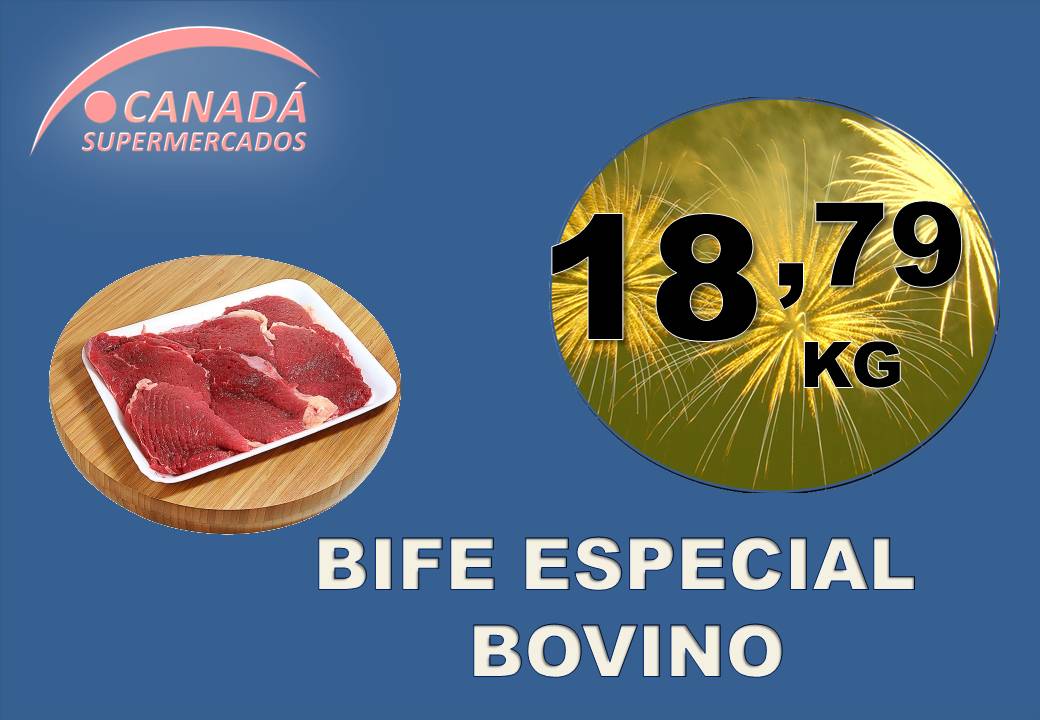 CANADÁ
SUPERMERCADOS
18,79
KG
BIFE ESPECIAL
BOVINO